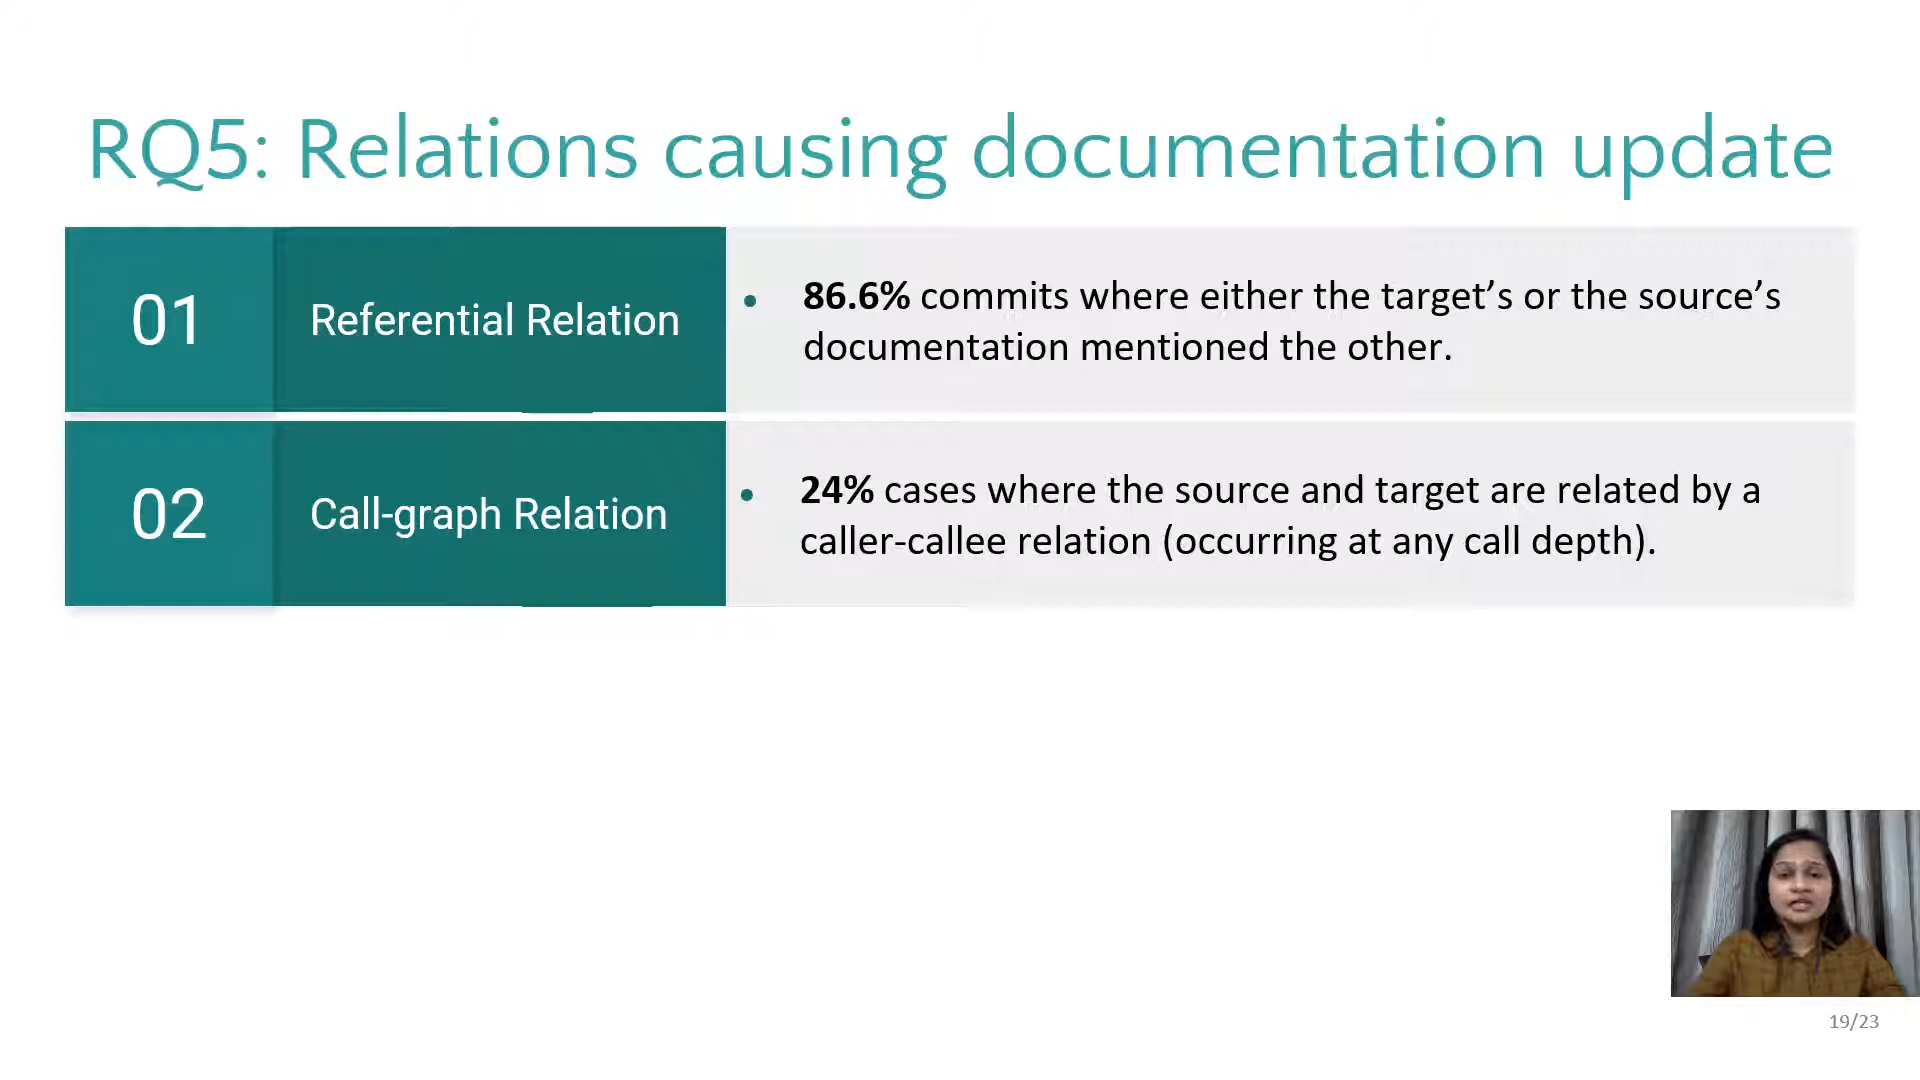 RQ5: Relations causing documentation update
01
Referential Relation
• 86.6% commits where either the target’s or the source’s
documentation mentioned the other.
02
Call-graph Relation
• 24% cases where the source and target are related by a
caller-callee relation (occurring at any call depth).
19/23